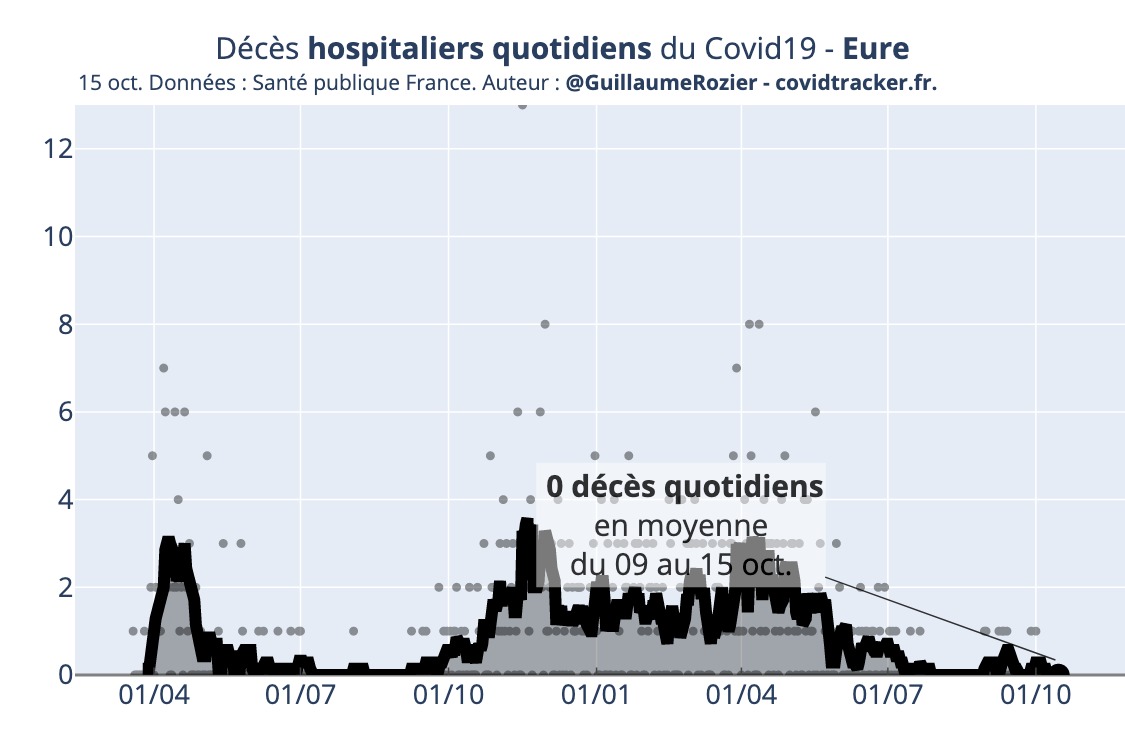 Décès hospitaliers quotidiens du Covid19 - Eure
15 oct. Données : Santé publique France. Auteur : @GuillaumeRozier - covidtracker.fr.
12
10
8
6
4
2
0
0 décès quotidiens
en moyenne
du 09 au 15 oct.
01/04 01/07 01/10 01/01 01/04 01/07 01/10